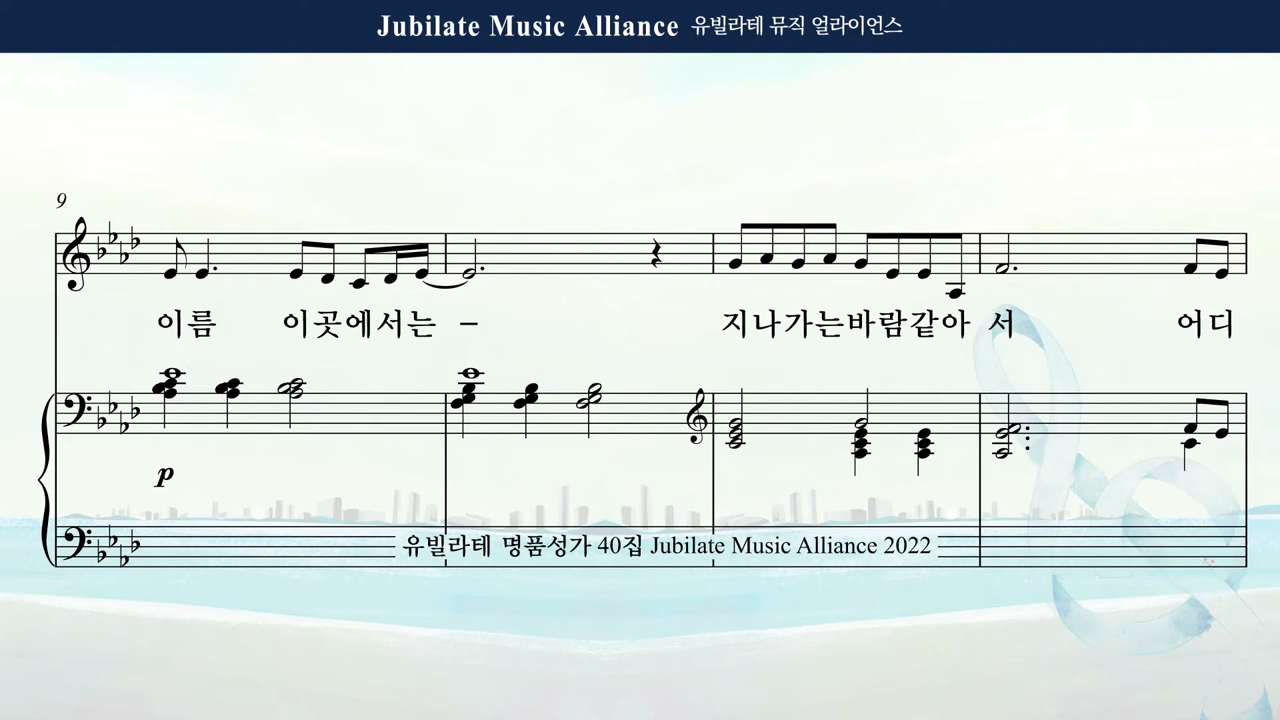 Jubilate Music Alliance 유빌라테 뮤직 얼라이언스
9
이름 이곳에서는 – 지나가는바람같아 서 어디
p
유빌라테 명품성가 40집 Jubilate Music Alliance 2022